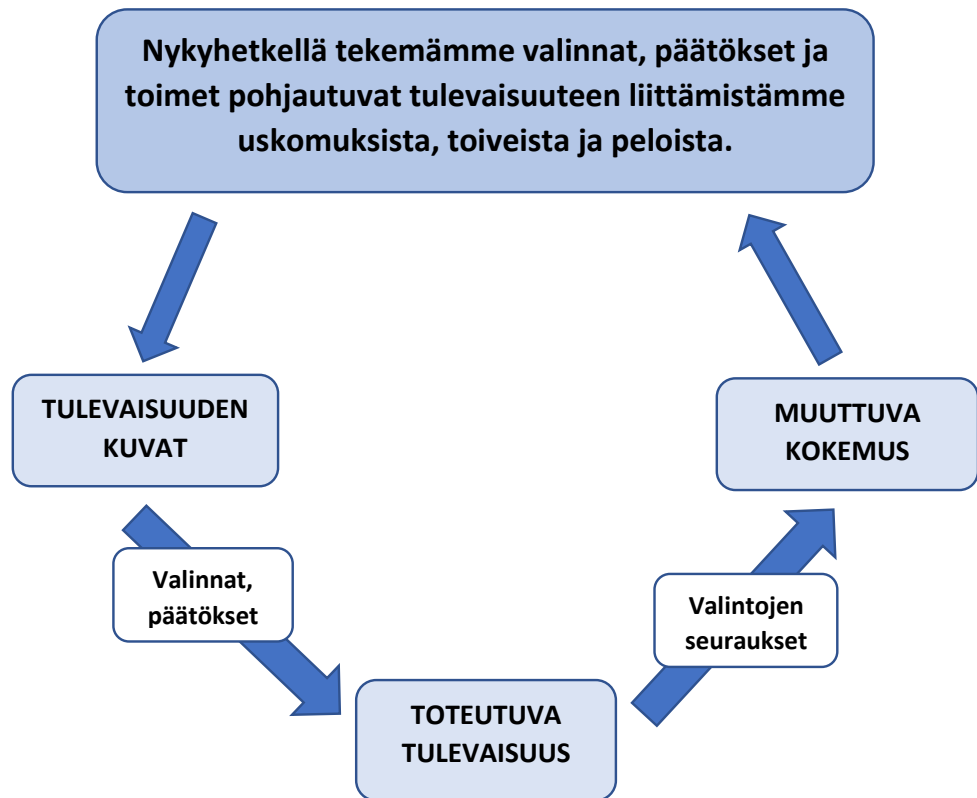 Nykyhetkellä tekemämme valinnat, päätökset ja
toimet pohjautuvat tulevaisuuteen liittämistämme
uskomuksista, toiveista ja peloista.
TULEVAISUUDEN
KUVAT
MUUTTUVA
KOKEMUS
Valinnat,
päätökset
Valintojen
seuraukset
TOTEUTUVA
TULEVAISUUS